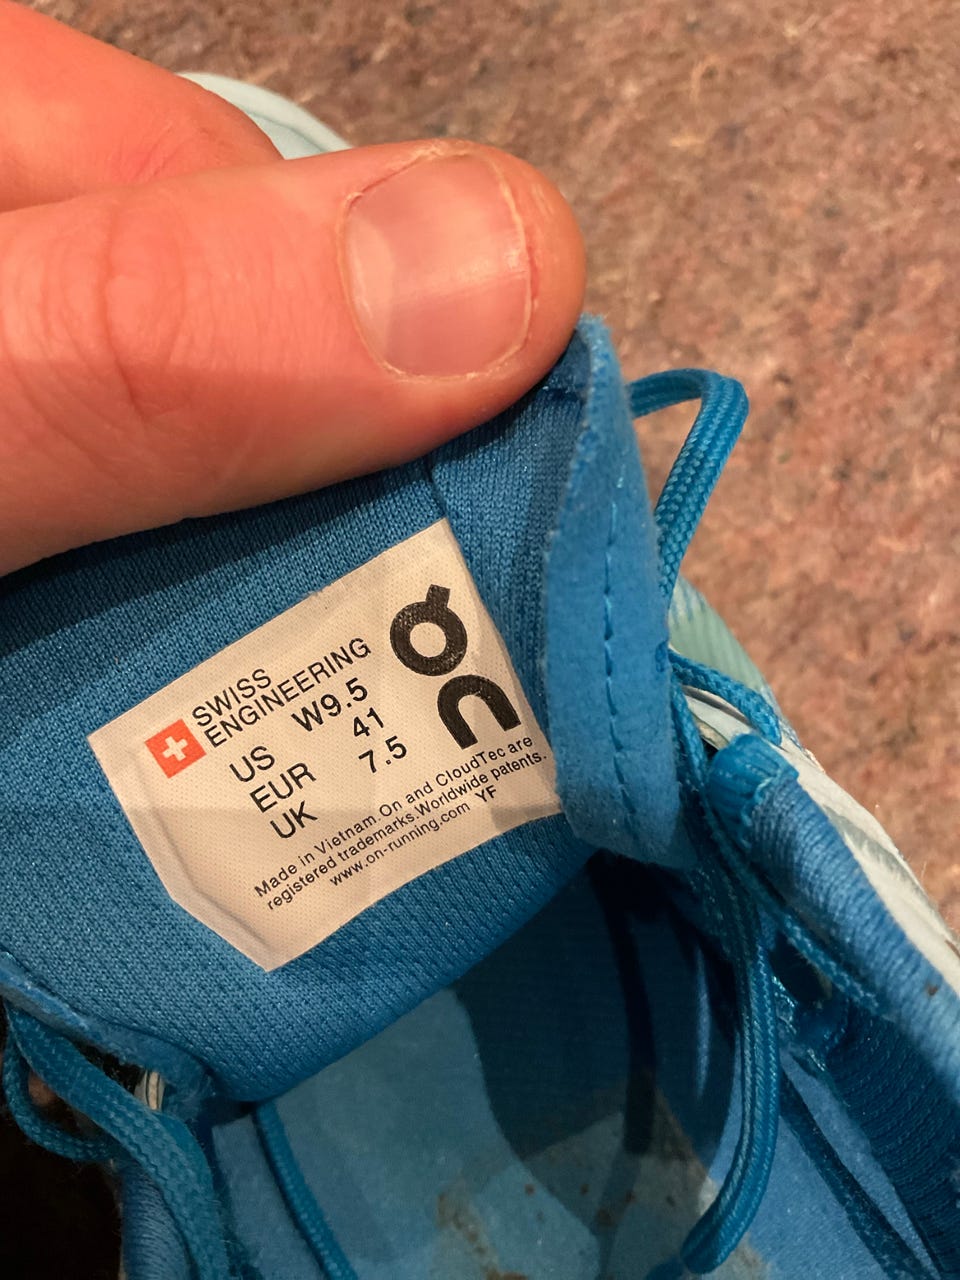 SWISS
ENGINEERING
On
US W9.5
EUR 41
UK 7.5
Made in Vietnam. On and CloudTec are
registered trademarks. Worldwide patents.
www.on-running.com YF